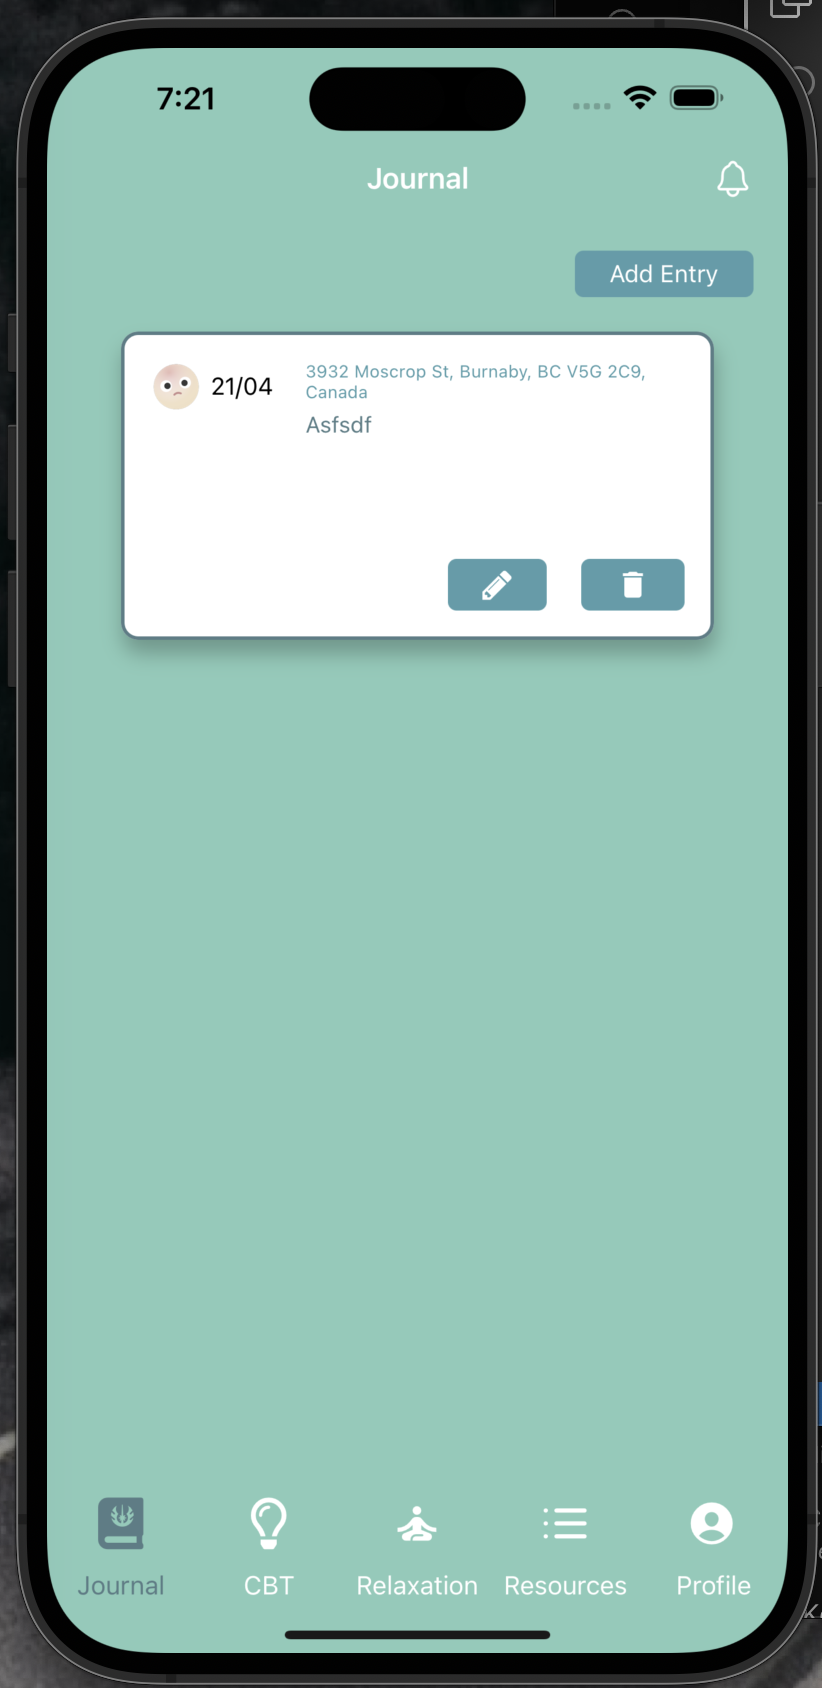 7:21
Journal
Add Entry
21/04
3932 Moscrop St, Burnaby, BC V5G 2C9,
Canada
Asfsdf
Journal
CBT
Relaxation
Resources
Profile